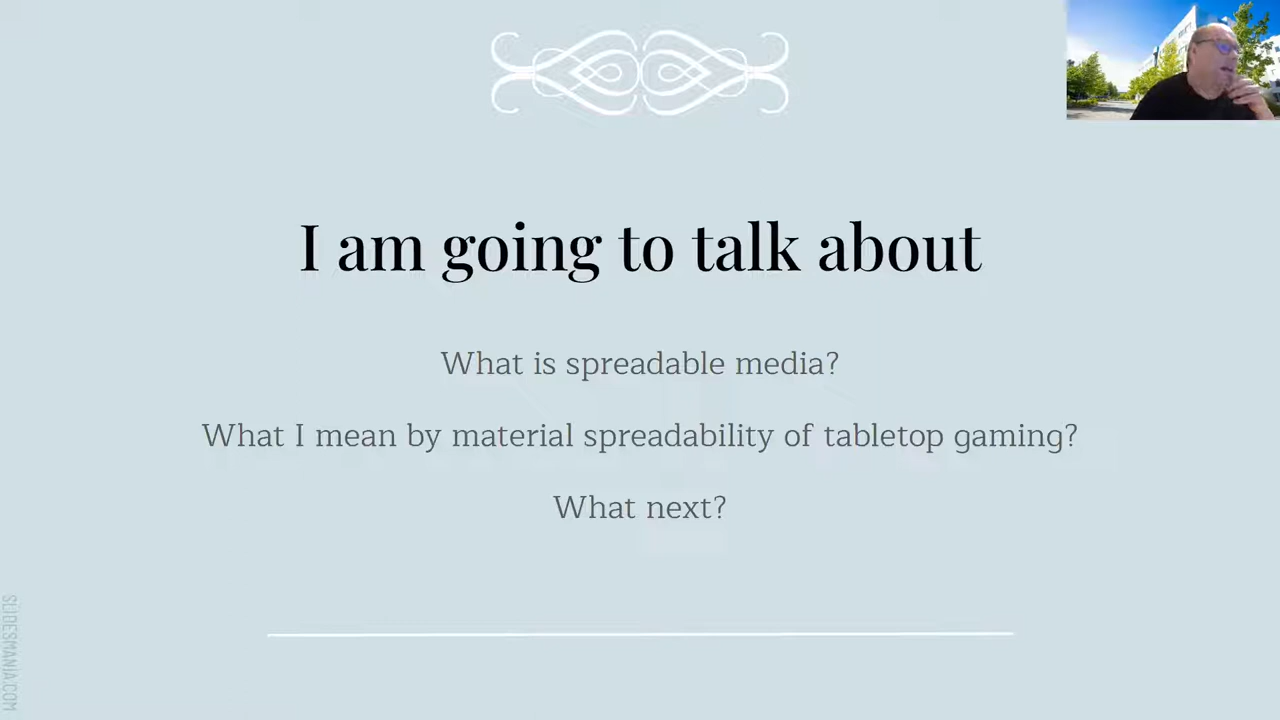 I am going to talk about
What is spreadable media?
What I mean by material spreadability of tabletop gaming?
What next?
SLIDESMANIA.COM